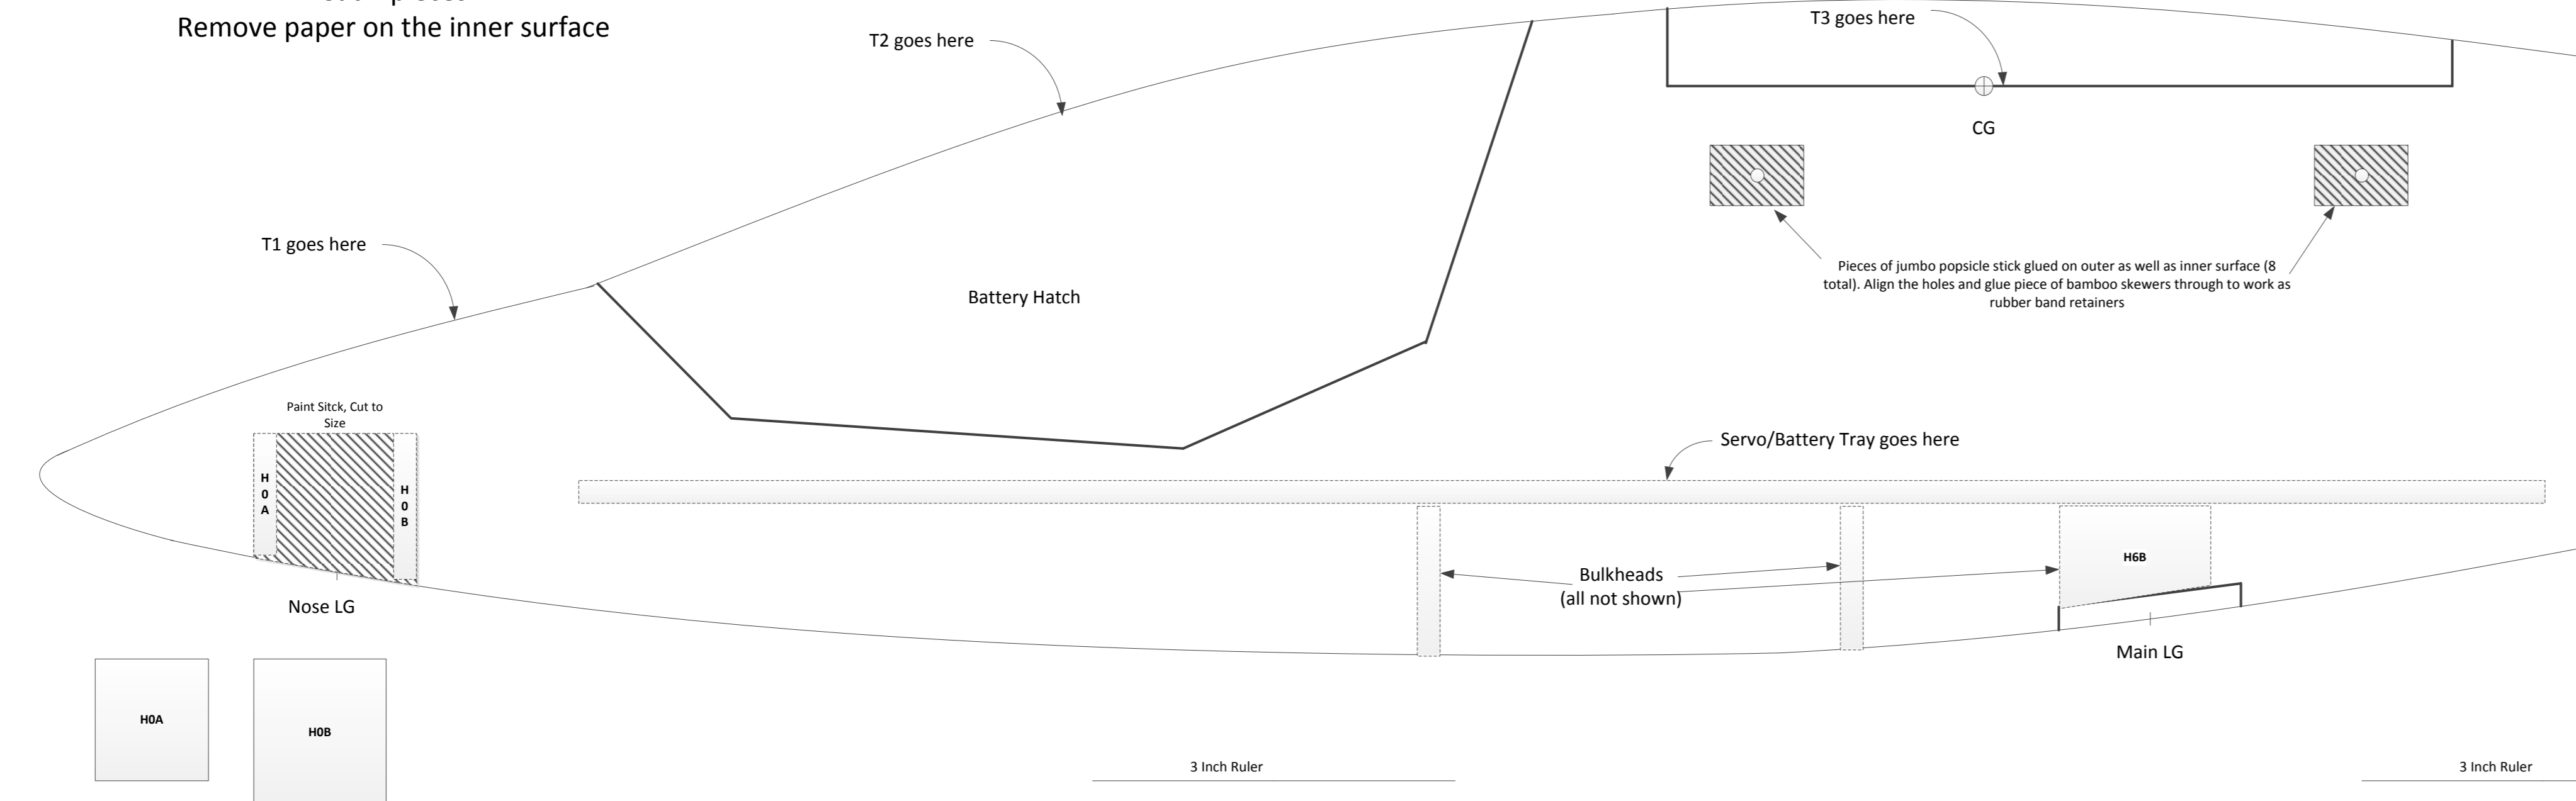 Remove paper on the inner surface
T2 goes here
T3 goes here
CG
T1 goes here
Pieces of jumbo popsicle stick glued on outer as well as inner surface (8
total). Align the holes and glue piece of bamboo skewers through to work as
rubber band retainers
Battery Hatch
Paint Sitck, Cut to
Size
H
0
A
H
0
B
Servo/Battery Tray goes here
Bulkheads
(all not shown)
H6B
Nose LG
Main LG
H0A
H0B
3 Inch Ruler
3 Inch Ruler